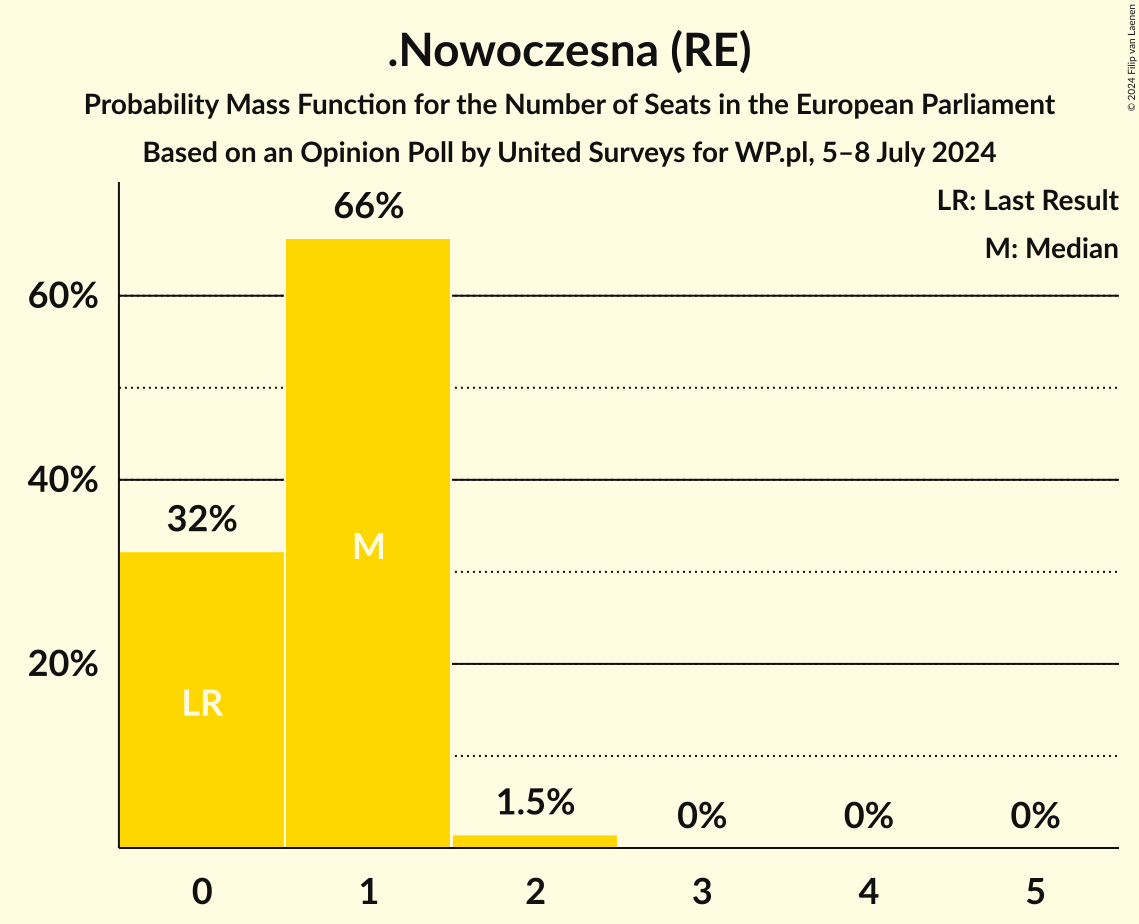 .Nowoczesna (RE)
Probability Mass Function for the Number of Seats in the European Parliament
Based on an Opinion Poll by United Surveys for WP.pl, 5–8 July 2024
© 2024 Filip van Laenen
LR: Last Result
M: Median
60%
40%
20%
32%
66%
1.5%
0%
0%
0%
LR
M
0
1
2
3
4
5